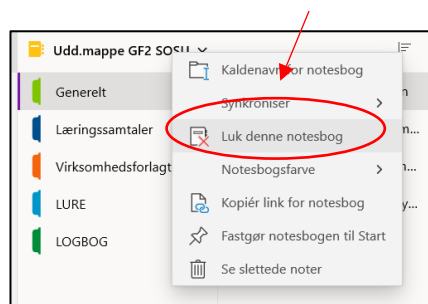 Udd.mappe GF2 SOSU
Kaldenavn for notesbog
Generelt
Synkroniser
n
Læringssamtaler
Luk denne notesbog
m...
Virksomhedsforlagt
Notesbogsfarve
n...
LURE
Kopiér link for notesbog
y...
LOGBOG
Fastgør notesbogen til Start
Se slettede noter